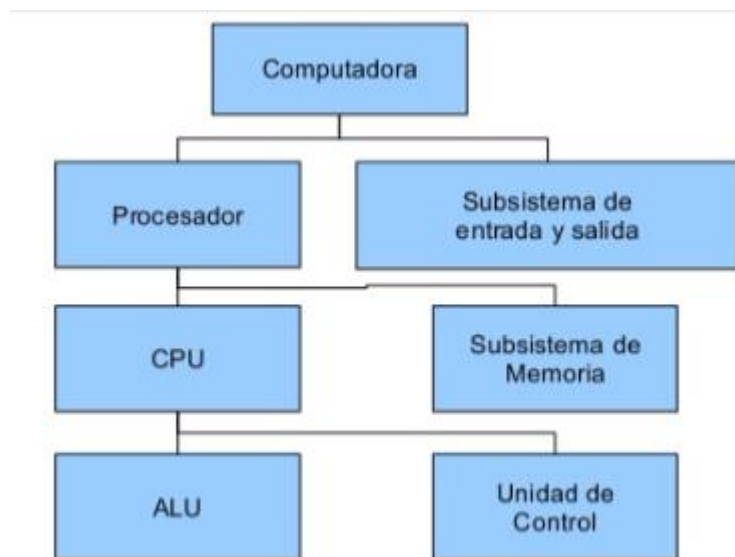 Computadora
Procesador
Subsistema de
entrada y salida
CPU
Subsistema de
Memoria
ALU
Unidad de
Control